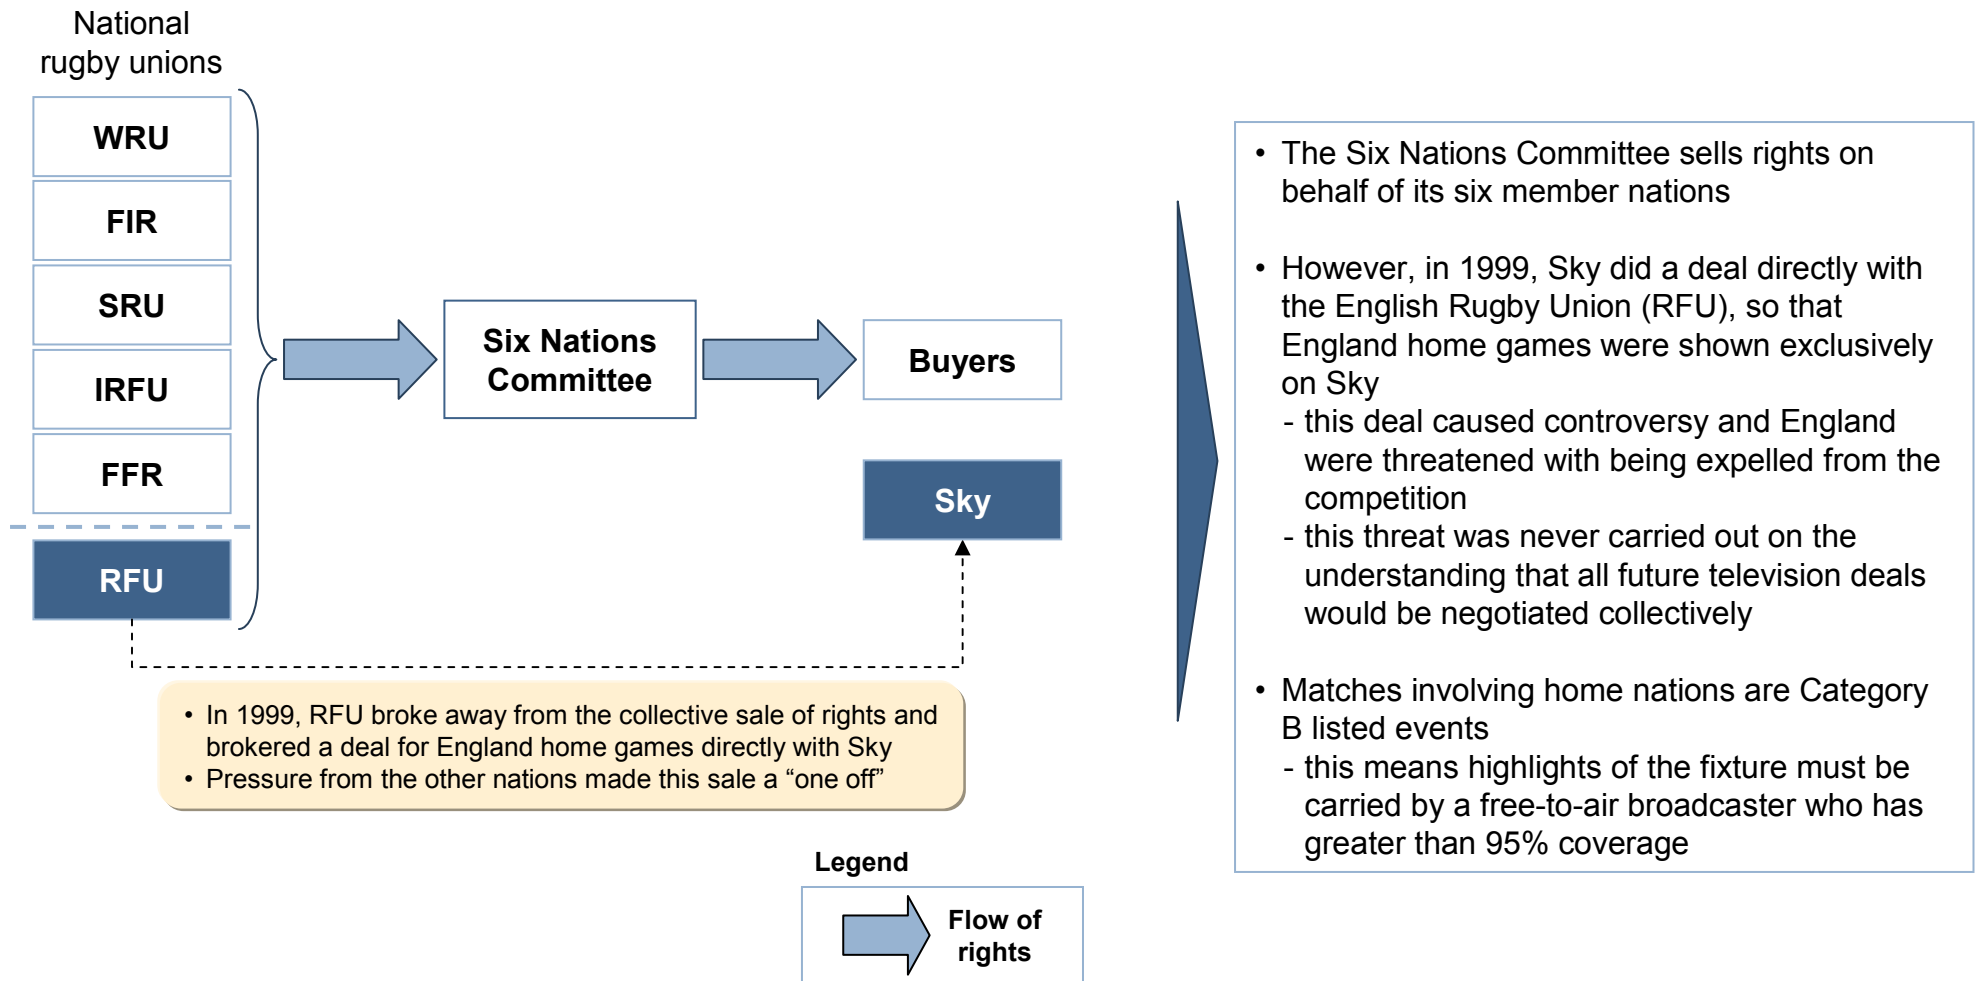 National
rugby unions
WRU
FIR
SRU
IRFU
FFR
RFU
Six Nations
Committee
Buyers
Sky
• In 1999, RFU broke away from the collective sale of rights and
brokered a deal for England home games directly with Sky
• Pressure from the other nations made this sale a “one off”
Legend
Flow of
rights
• The Six Nations Committee sells rights on
behalf of its six member nations
• However, in 1999, Sky did a deal directly with
the English Rugby Union (RFU), so that
England home games were shown exclusively
on Sky
- this deal caused controversy and England
were threatened with being expelled from the
competition
- this threat was never carried out on the
understanding that all future television deals
would be negotiated collectively
• Matches involving home nations are Category
B listed events
- this means highlights of the fixture must be
carried by a free-to-air broadcaster who has
greater than 95% coverage